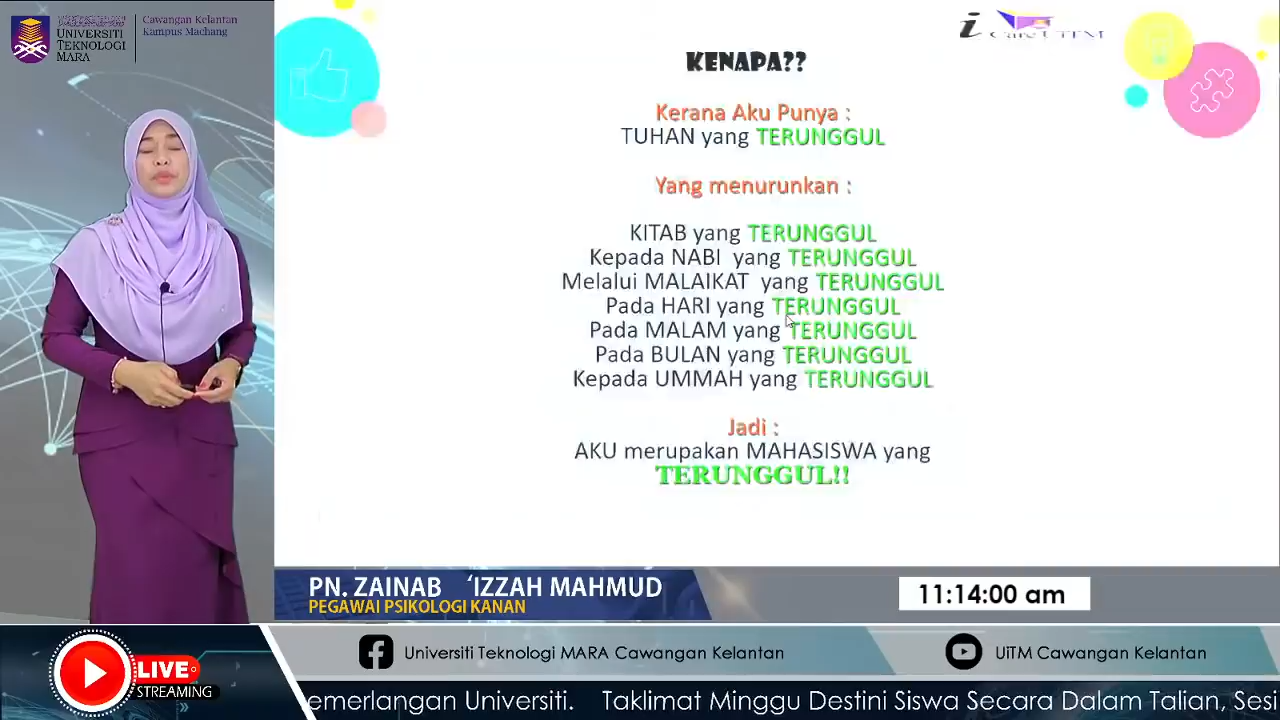 UNIVERSITI
TEKNOLOGI
MARA
Cawangan Kelantan
Kampus Machang
KENAPA??
Kerana Aku Punya :
TUHAN yang TERUNGGUL
Yang menurunkan :
KITAB yang TERUNGGUL
Kepada NABI yang TERUNGGUL
Melalui MALAIKAT yang TERUNGGUL
Pada HARI yang TERUNGGUL
Pada MALAM yang TERUNGGUL
Pada BULAN yang TERUNGGUL
Kepada UMMAH yang TERUNGGUL
Jadi :
AKU merupakan MAHASISWA yang
TERUNGGUL!!
PN. ZAINAB ‘IZZAH MAHMUD
PEGAWAI PSIKOLOGI KANAN
11:14:00 am
LIVE
STREAMING
Universiti Teknologi MARA Cawangan Kelantan
UiTM Cawangan Kelantan
emerlangan Universiti. Taklimat Minggu Destini Siswa Secara Dalam Talian, Sesi